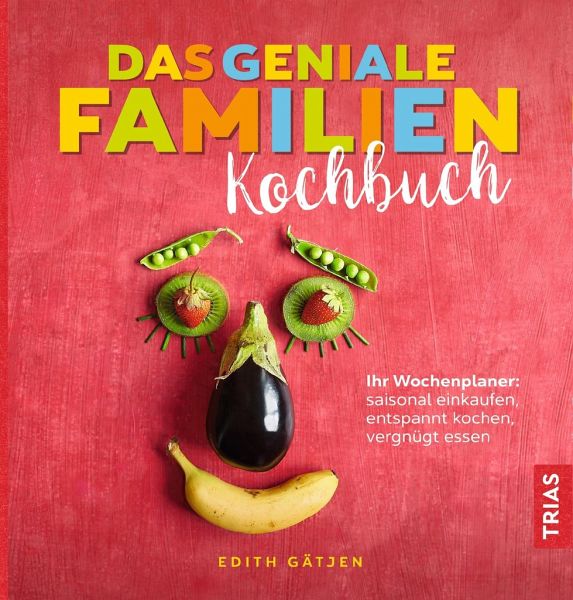 DAS GENIALE
FAMILIEN
Kochbuch
Ihr Wochenplaner:
saisonal einkaufen,
entspannt kochen,
vergnügt essen
TRIAS
EDITH GÄTJEN